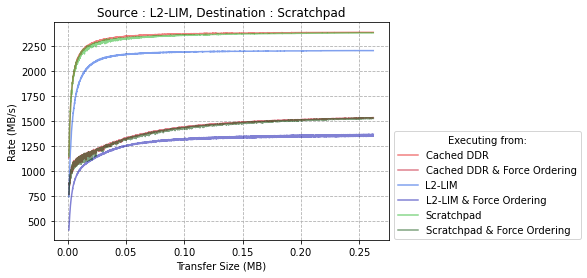 Source : L2-LIM, Destination : Scratchpad
Rate (MB/s)
2250
2000
1750
1500
1250
1000
750
500
0.00 0.05 0.10 0.15 0.20 0.25
Transfer Size (MB)
Executing from:
Cached DDR
Cached DDR & Force Ordering
L2-LIM
L2-LIM & Force Ordering
Scratchpad
Scratchpad & Force Ordering